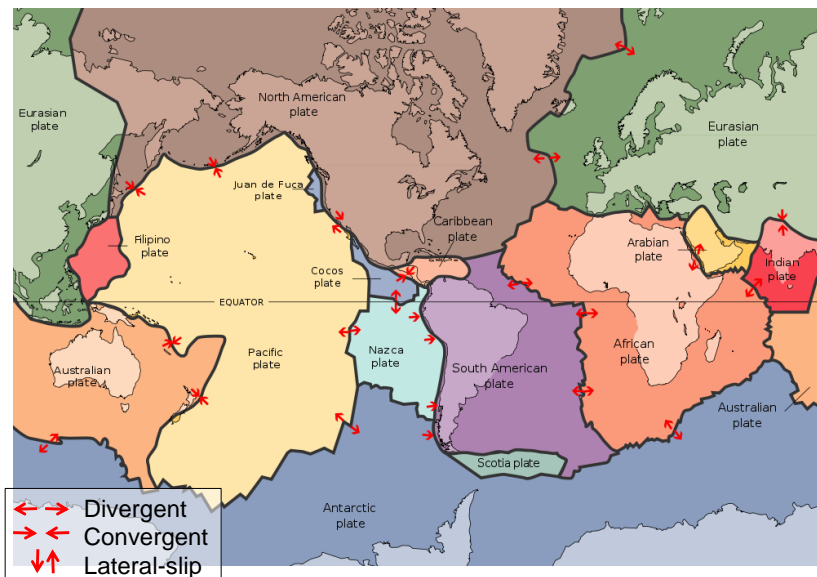 North American
plate
Eurasian
plate
Eurasian
plate
Juan de Fuca
plate
Caribbean
plate
Filipino
plate
Arabian
plate
Indian
plate
Cocos
plate
EQUATOR
Pacific
plate
Nazca
plate
South American
plate
African
plate
Australian
plate
Australian
plate
Scotia plate
Antarctic
plate
Divergent
Convergent
Lateral-slip